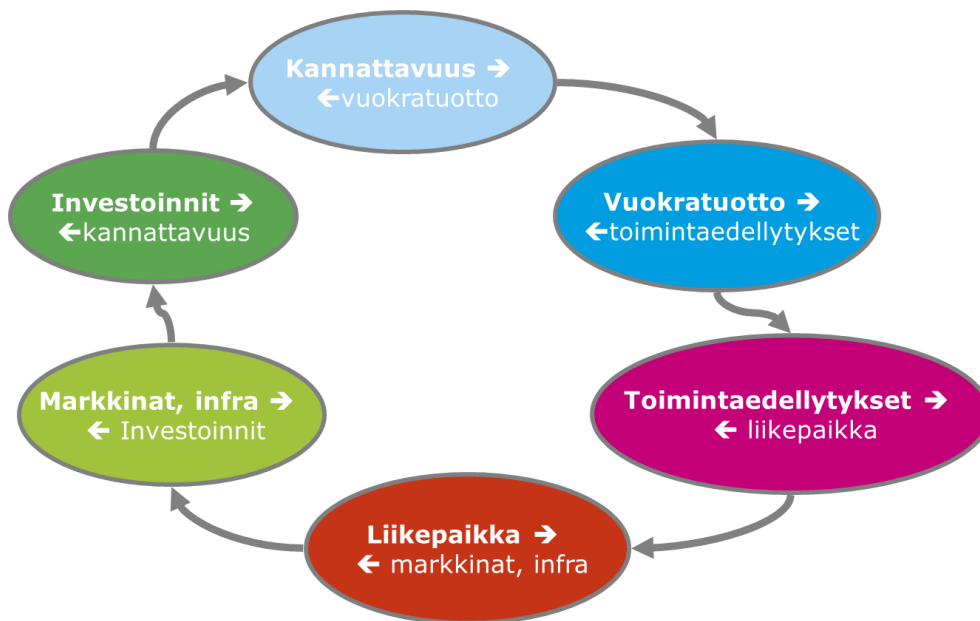 Kannattavuus →
←vuokratuotto
Vuokratuotto →
←toimintaedellytykset
Toimintaedellytykset →
← liikepaikka
Liikepaikka →
← markkinat, infra
Markkinat, infra →
← Investoinnit
Investoinnit →
←kannattavuus